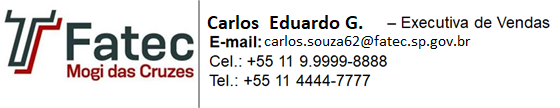 Fatec
Mogi das Cruzes
Carlos Eduardo G. – Executiva de Vendas
E-mail: carlos.souza62@fatec.sp.gov.br
Cel.: +55 11 9.9999-8888
Tel.: +55 11 4444-7777